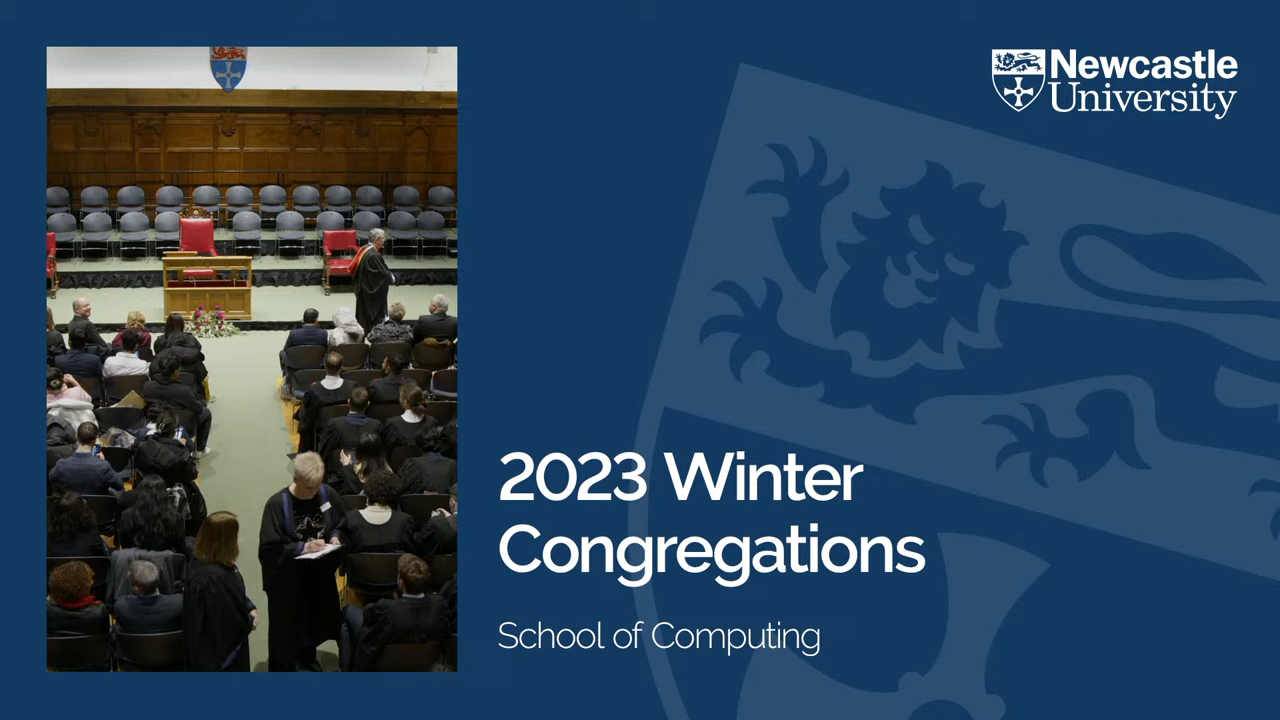 Newcastle
University
2023 Winter
Congregations
School of Computing